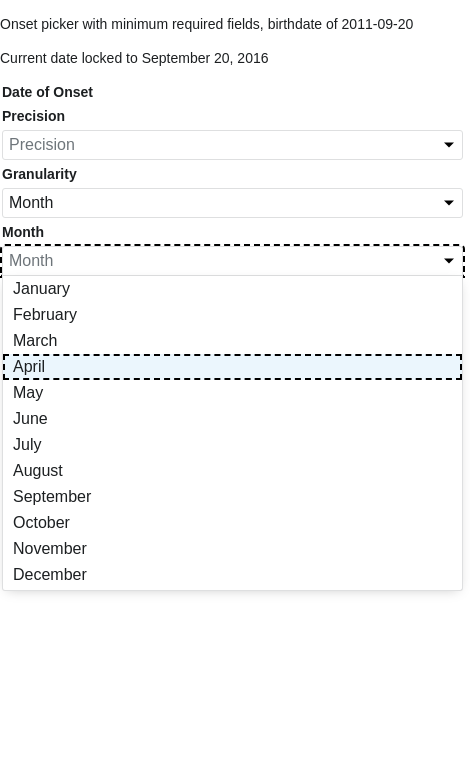 Onset picker with minimum required fields, birthdate of 2011-09-20
Current date locked to September 20, 2016
Date of Onset
Precision
Precision
Granularity
Month
Month
Month
January
February
March
April
May
June
July
August
September
October
November
December